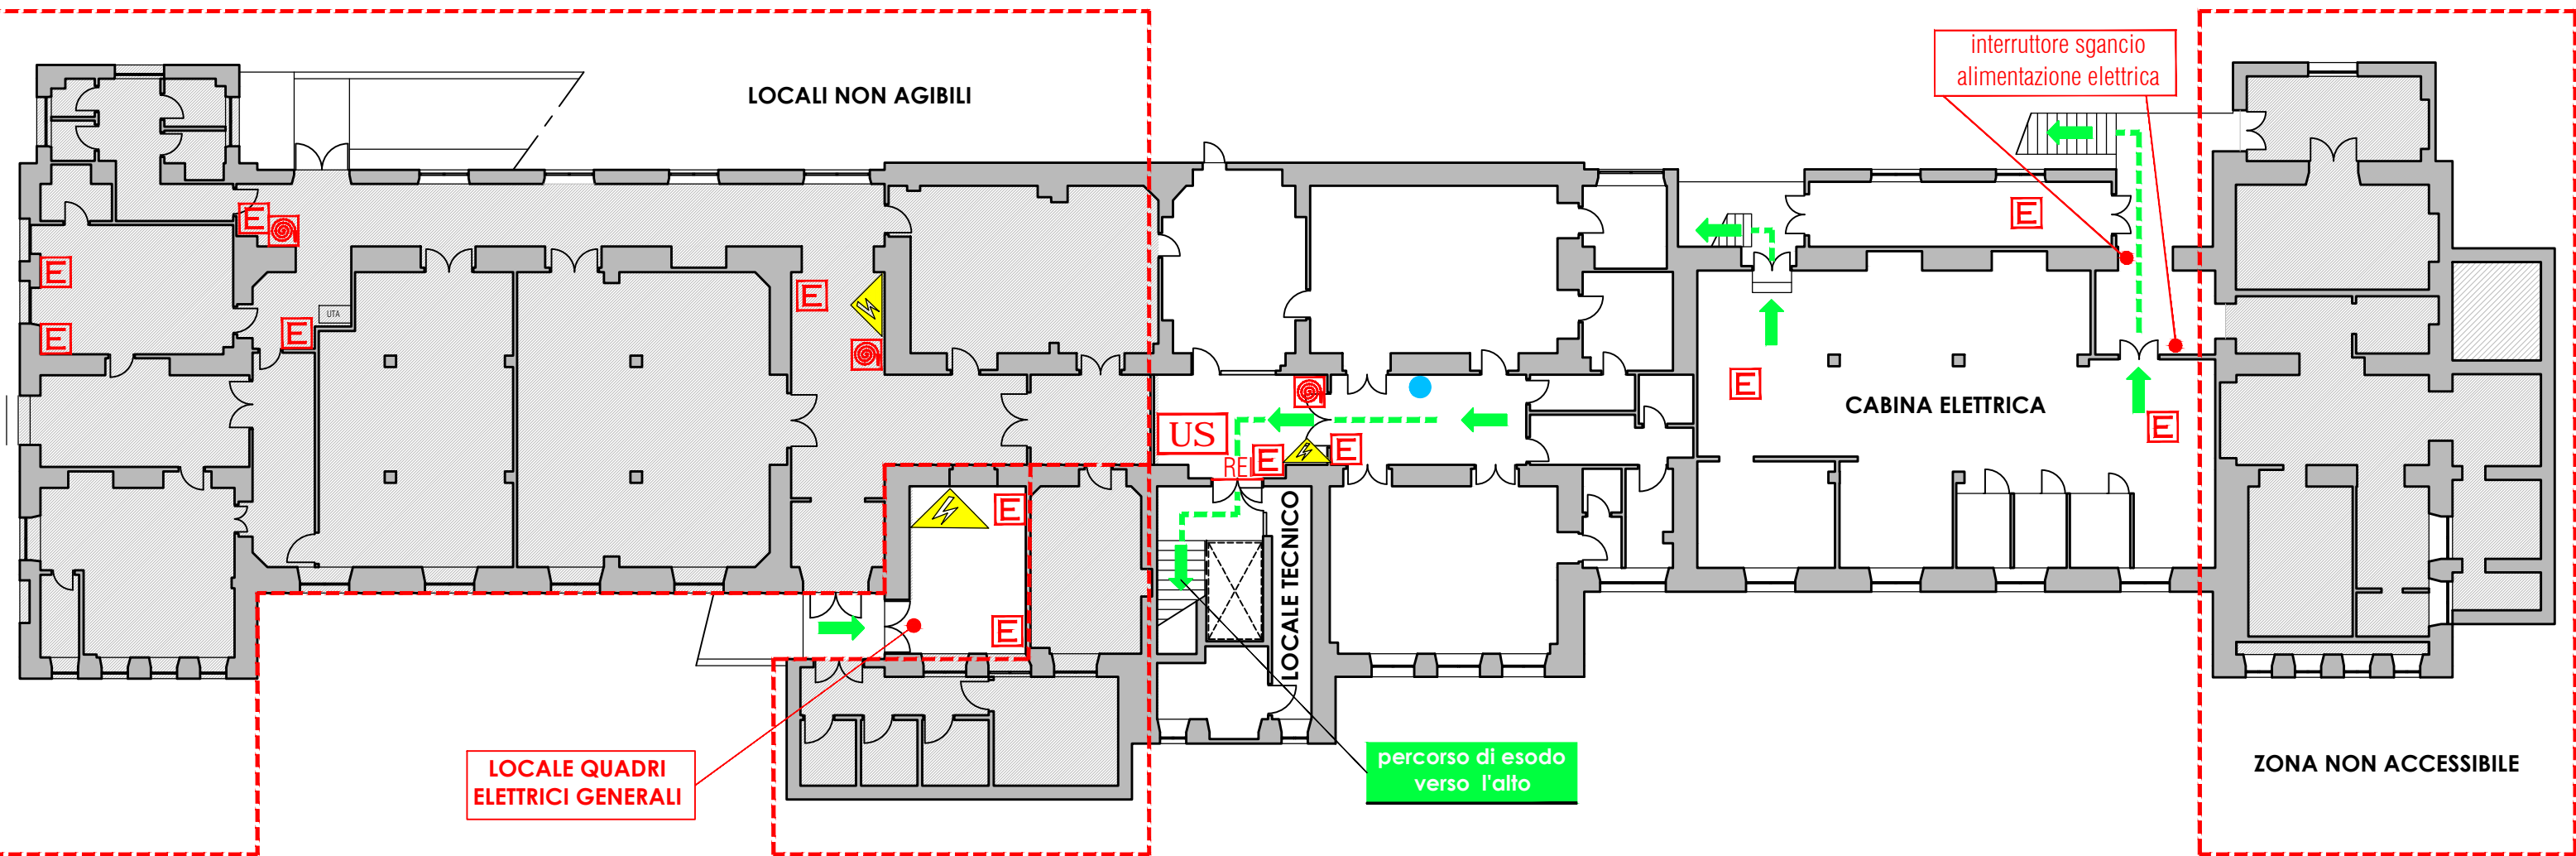 interruttore sgancio
alimentazione elettrica
LOCALI NON AGIBILI
E
E
E
E
E
E
UTA
E
E
E
CABINA ELETTRICA
US
E
E
REI
E
E
LOCALE TECNICO
LOCALE QUADRI
ELETTRICI GENERALI
percorso di esodo
verso l'alto
ZONA NON ACCESSIBILE